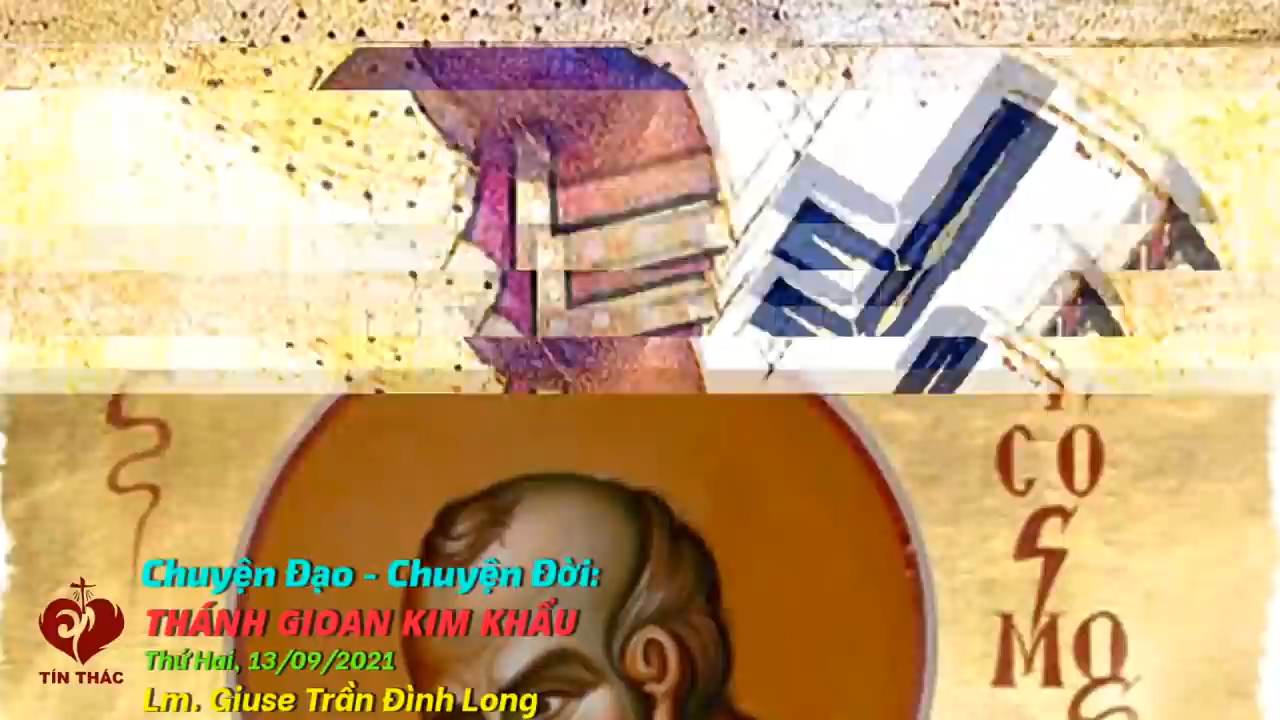 CO
MO
Chuyện Đạo - Chuyện Đời:
THÁNH GIOAN KIM KHẨU
Thứ Hai, 13/09/2021
Lm. Giuse Trần Đình Long
TÍN THÁC